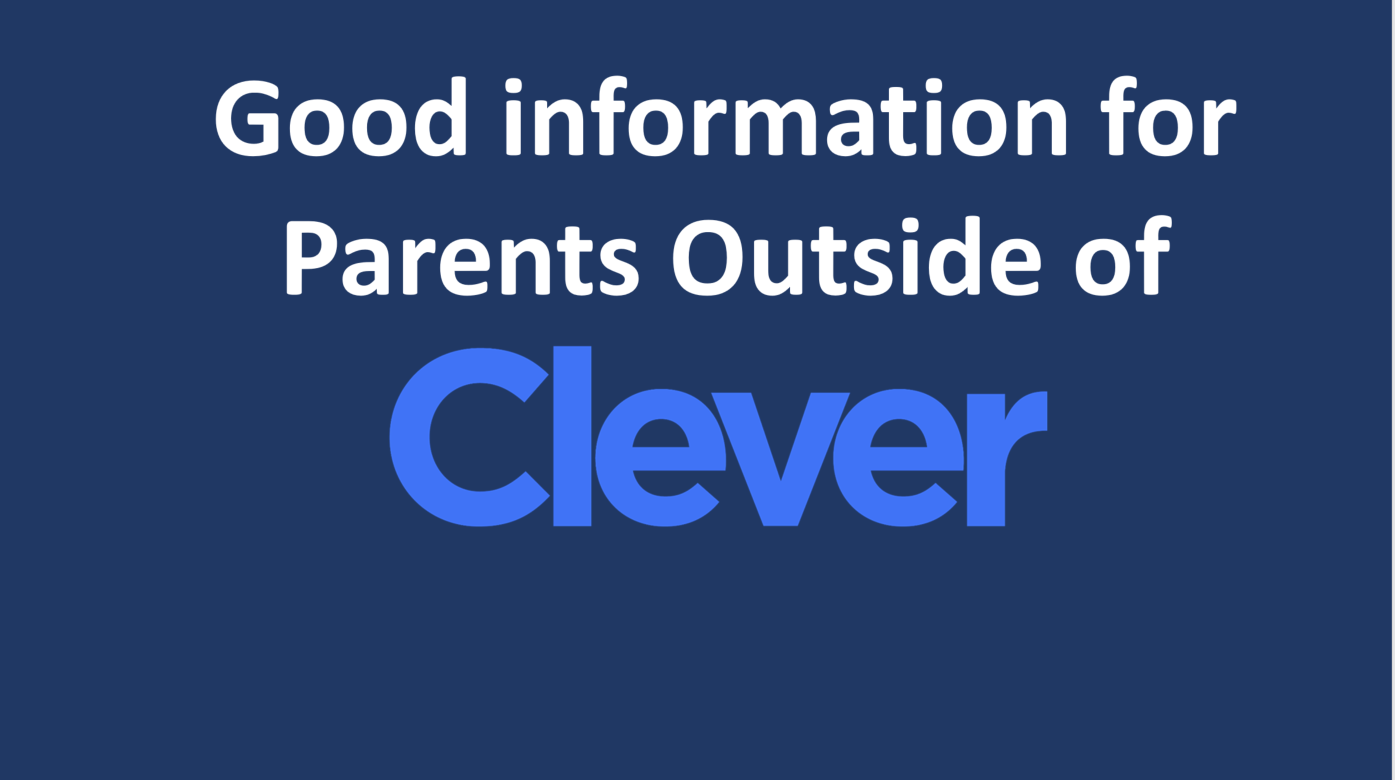 Good information for
Parents Outside of
Clever